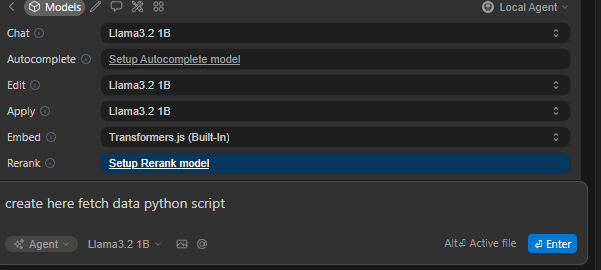 Models
Local Agent
Chat Llama3.2 1B
Autocomplete Setup Autocomplete model
Edit Llama3.2 1B
Apply Llama3.2 1B
Embed Transformers.js (Built-In)
Rerank Setup Rerank model
create here fetch data python script
Agent Llama3.2 1B @ Alt⏎ Active file ⏎ Enter